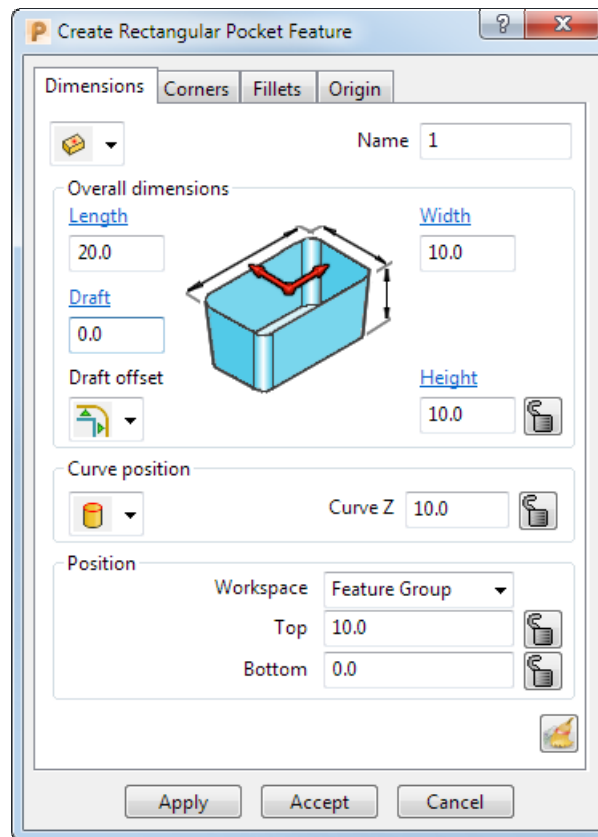 P Create Rectangular Pocket Feature ? X
Dimensions Corners Fillets Origin
Name 1
Overall dimensions
Length Width
20.0 10.0
Draft
0.0
Draft offset Height
10.0
Curve position
Curve Z 10.0
Position
Workspace Feature Group
Top 10.0
Bottom 0.0
Apply Accept Cancel